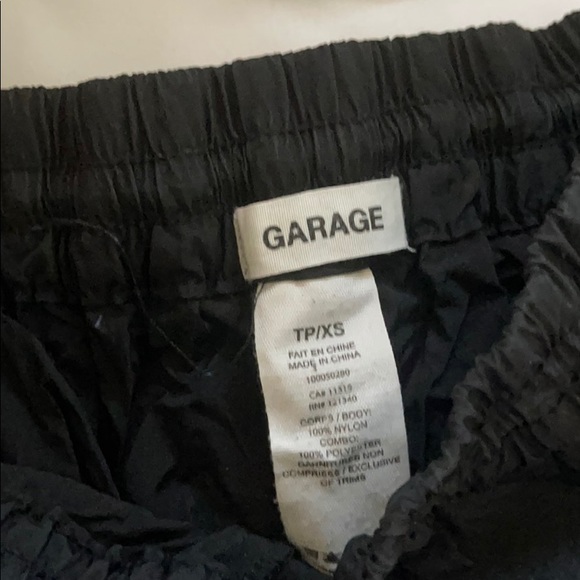 GARAGE
TP/XS
FAIT EN CHINE
MADE IN CHINA
100050280
CA# 11315
RN# 121340
CORPS / BODY:
100% NYLON
COMBO:
100% POLYESTER
GARNITURES NON
COMPRISES / EXCLUSIVE
OF TRIMS